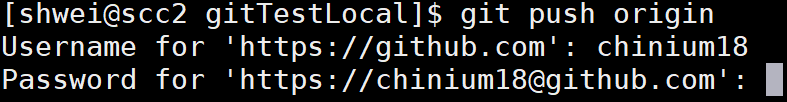 [shwei@scc2 gitTestLocal]$ git push origin
Username for 'https://github.com': chinium18
Password for 'https://chinium18@github.com':